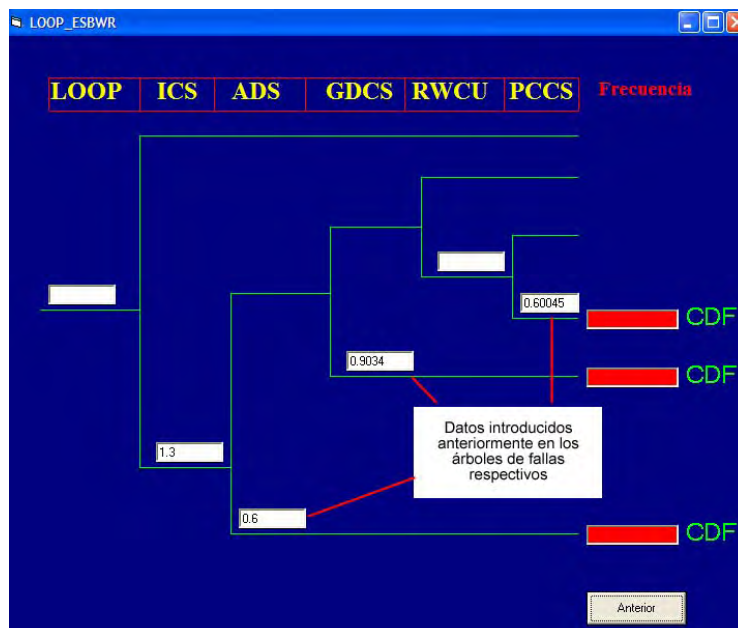 LOOP_ESBWR
LOOP ICS ADS GDCS RWCU PCCS Frecuencia
0.60045
CDF
0.9034
CDF
Datos introducidos
anteriormente en los
árboles de fallas
respectivos
1.3
0.6
CDF
Anterior